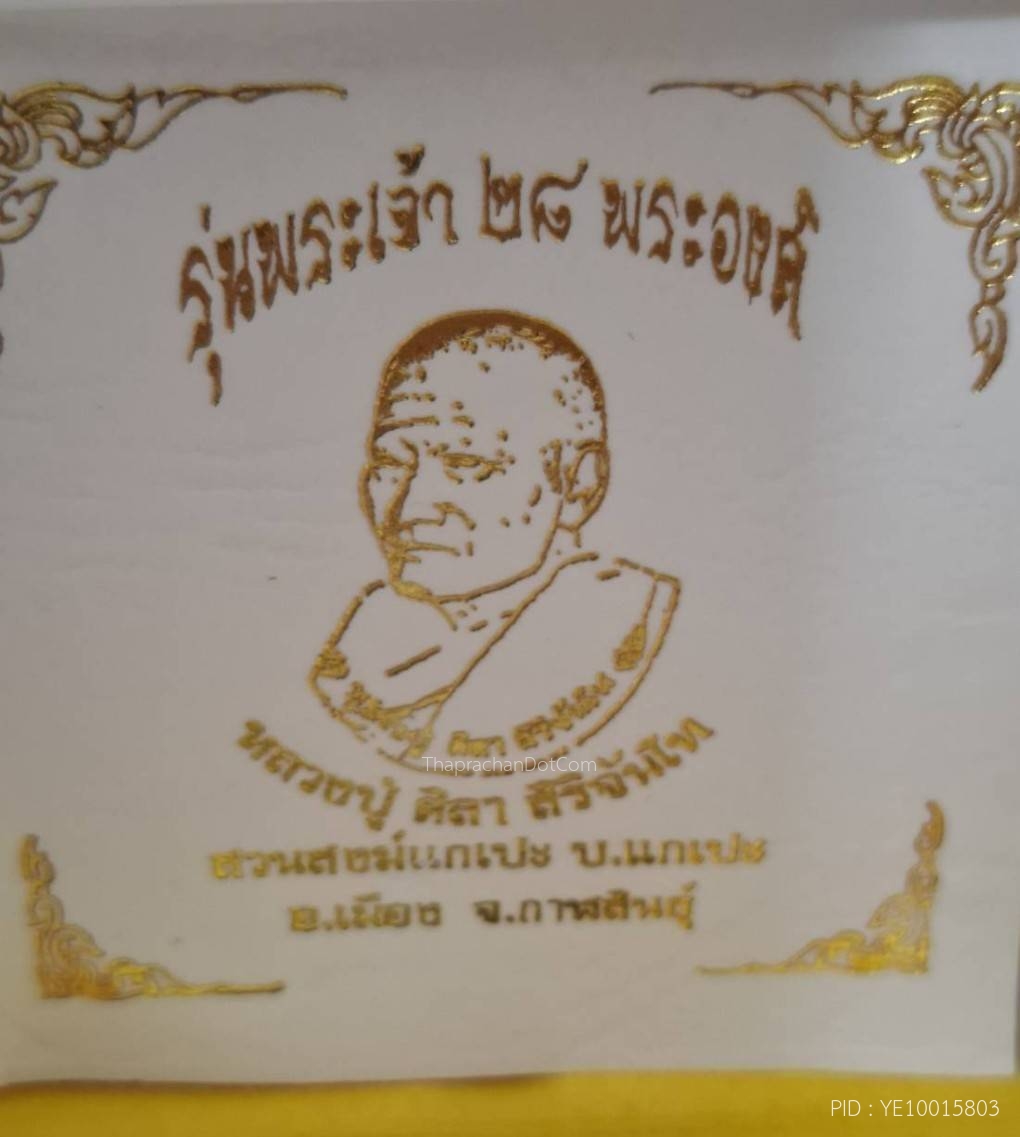 รุ่นพระเจ้า ๒๘ พระองค์
หลวงปู่ ศิลา สิริจันโท
ThaprachanDotCom
สวนสงฆ์แกเปะ บ.แกเปะ
อ.เมือง จ.กาฬสินธุ์
PID : YE10015803